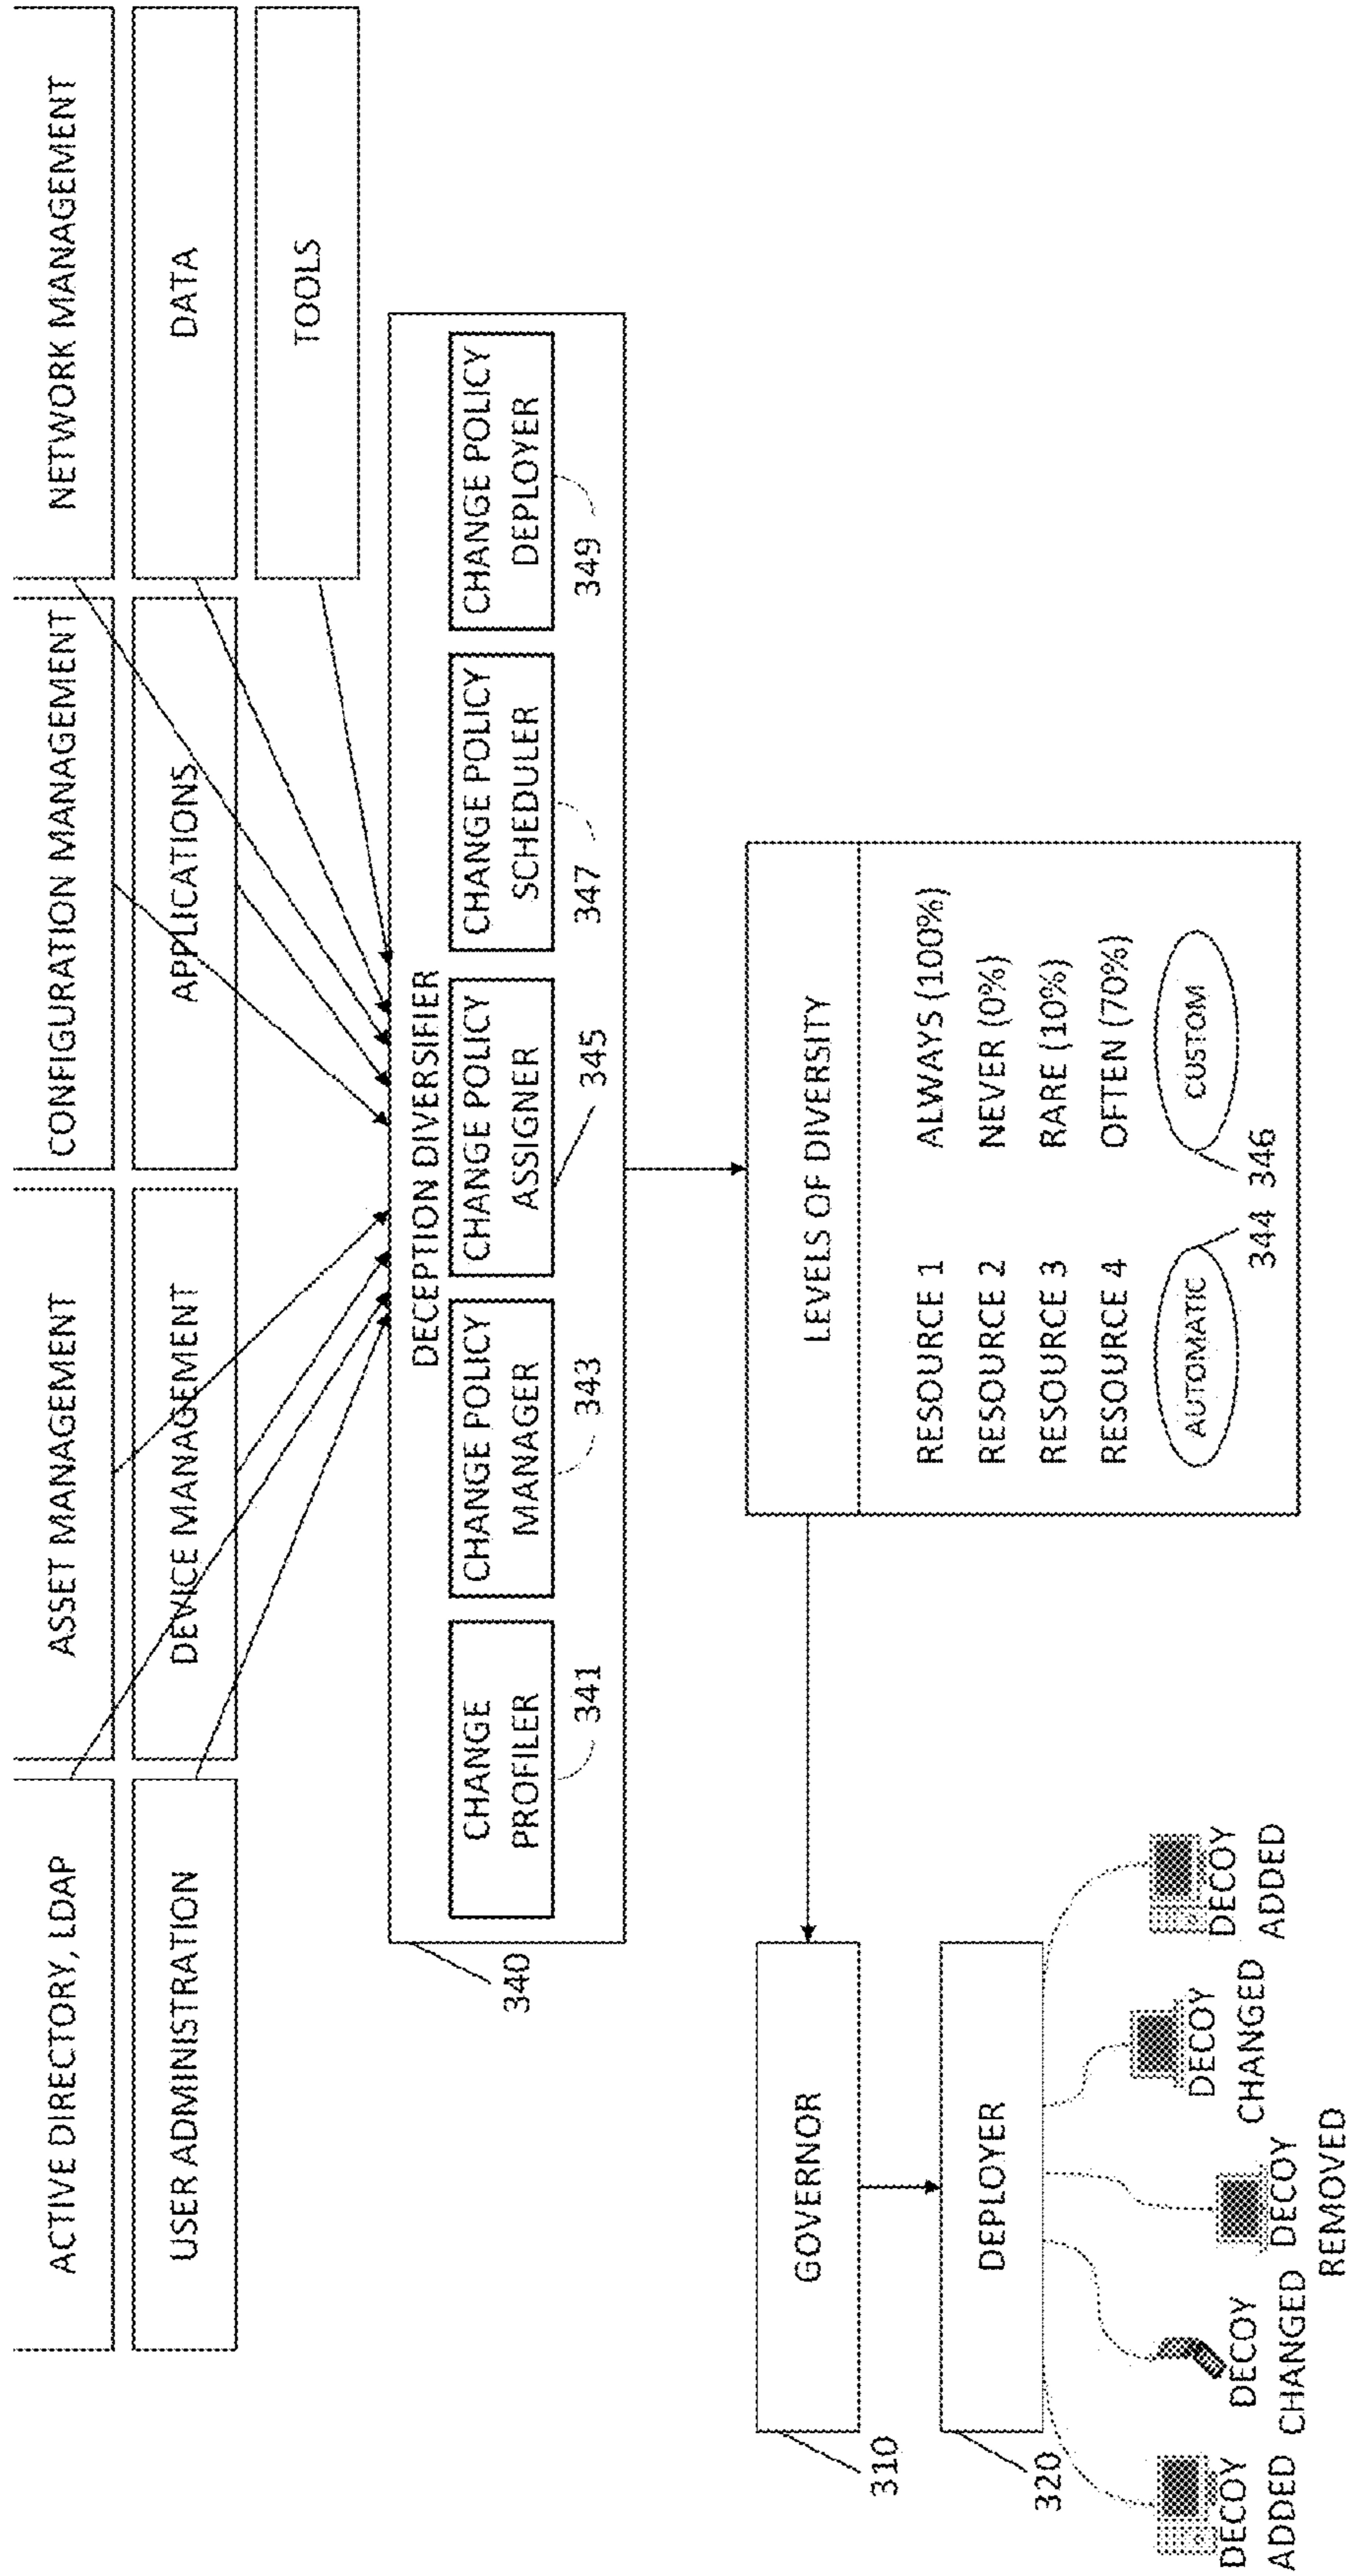 ACTIVE DIRECTORY, LDAP
ASSET MANAGEMENT
CONFIGURATION MANAGEMENT
NETWORK MANAGEMENT
USER ADMINISTRATION
DEVICE MANAGEMENT
APPLICATIONS
DATA
TOOLS
DECEPTION DIVERSIFIER
CHANGE
PROFILER
CHANGE POLICY
MANAGER
CHANGE POLICY
ASSIGNER
CHANGE POLICY
SCHEDULER
CHANGE POLICY
DEPLOYER
340
341
343
345
347
349
LEVELS OF DIVERSITY
RESOURCE 1 ALWAYS (100%)
RESOURCE 2 NEVER (0%)
RESOURCE 3 RARE (10%)
RESOURCE 4 OFTEN (70%)
AUTOMATIC
CUSTOM
344
346
GOVERNOR
310
DEPLOYER
320
DECOY
ADDED
DECOY
CHANGED
DECOY
REMOVED
DECOY
CHANGED
DECOY
ADDED